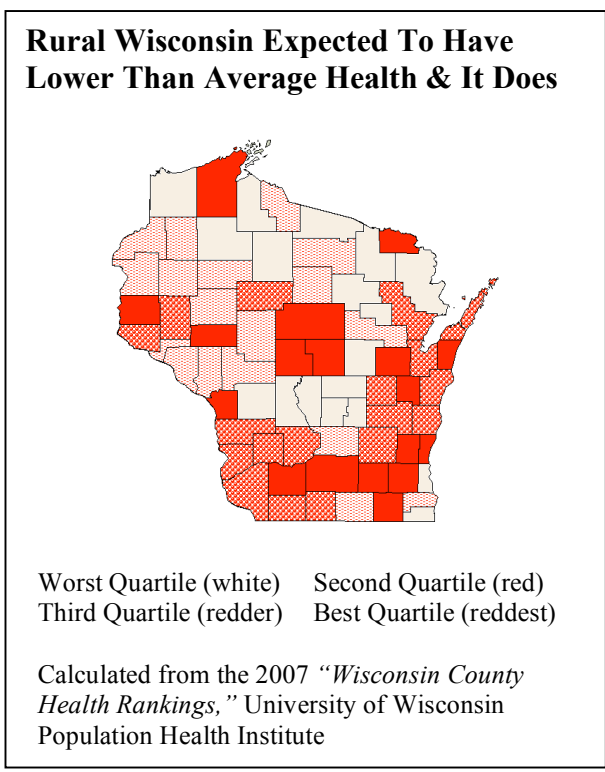 Rural Wisconsin Expected To Have
Lower Than Average Health & It Does
Worst Quartile (white) Second Quartile (red)
Third Quartile (redder) Best Quartile (reddest)
Calculated from the 2007 “Wisconsin County
Health Rankings,” University of Wisconsin
Population Health Institute